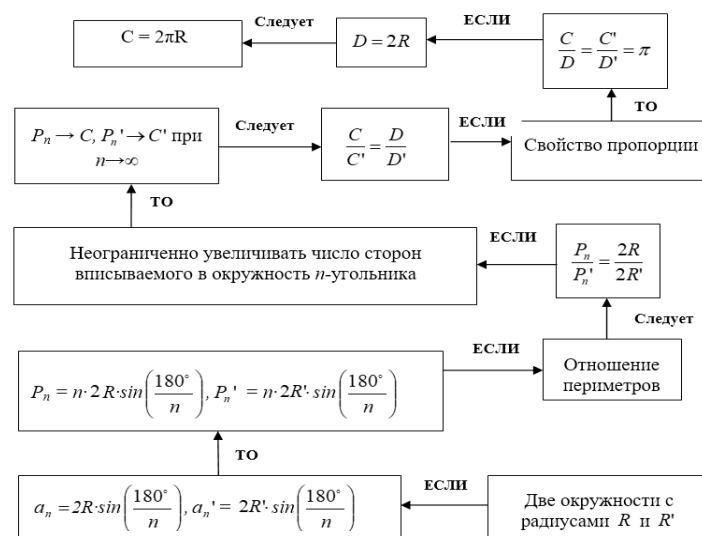 C = 2πR
Следует
D = 2R
ЕСЛИ
C/D = C'/D' = π
ТО
Pₙ → C, Pₙ' → C' при
n→∞
Следует
C/C' = D/D'
ЕСЛИ
Свойство пропорции
ТО
Неограниченно увеличивать число сторон
вписываемого в окружность n-угольника
ЕСЛИ
Pₙ/Pₙ' = 2R/2R'
Следует
Pₙ = n·2R·sin(180°/n), Pₙ' = n·2R'·sin(180°/n)
ЕСЛИ
Отношение
периметров
ТО
aₙ = 2R·sin(180°/n), aₙ' = 2R'·sin(180°/n)
ЕСЛИ
Две окружности с
радиусами R и R'